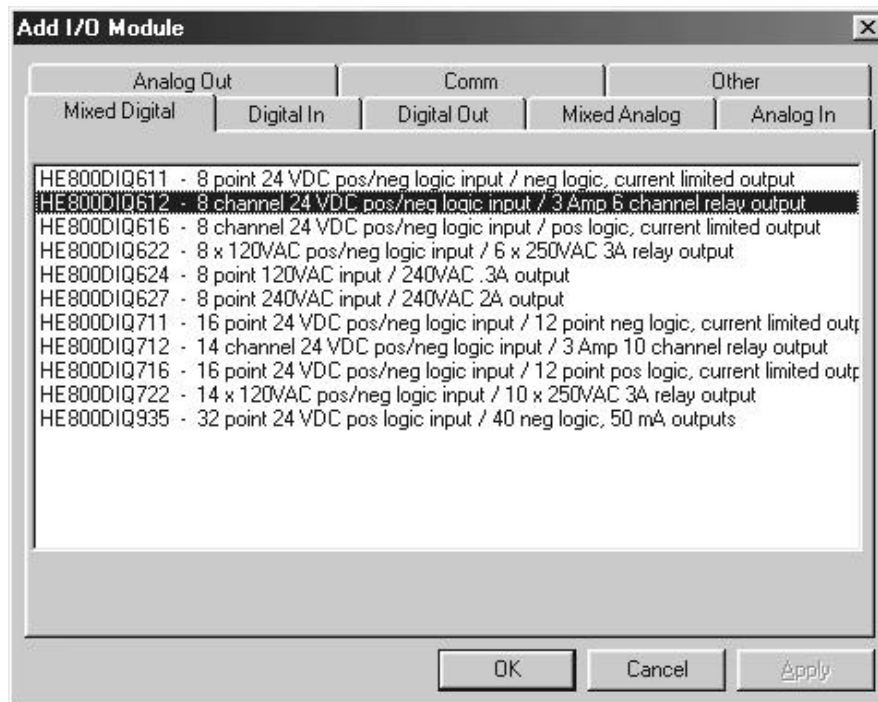 Add I/O Module
Analog Out Comm Other
Mixed Digital Digital In Digital Out Mixed Analog Analog In
HE800DIQ611 - 8 point 24 VDC pos/neg logic input / neg logic, current limited output
HE800DIQ612 - 8 channel 24 VDC pos/neg logic input / 3 Amp 6 channel relay output
HE800DIQ616 - 8 channel 24 VDC pos/neg logic input / pos logic, current limited output
HE800DIQ622 - 8 x 120VAC pos/neg logic input / 6 x 250VAC 3A relay output
HE800DIQ624 - 8 point 120VAC input / 240VAC .3A output
HE800DIQ627 - 8 point 240VAC input / 240VAC 2A output
HE800DIQ711 - 16 point 24 VDC pos/neg logic input / 12 point neg logic, current limited outp
HE800DIQ712 - 14 channel 24 VDC pos/neg logic input / 3 Amp 10 channel relay output
HE800DIQ716 - 16 point 24 VDC pos/neg logic input / 12 point pos logic, current limited outp
HE800DIQ722 - 14 x 120VAC pos/neg logic input / 10 x 250VAC 3A relay output
HE800DIQ935 - 32 point 24 VDC pos logic input / 40 neg logic, 50 mA outputs
OK Cancel Apply